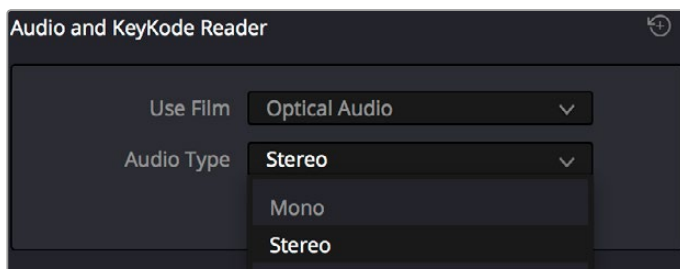 Audio and KeyKode Reader
Use Film Optical Audio
Audio Type Stereo
Mono
Stereo